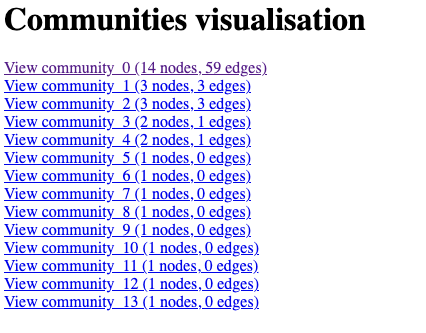 Communities visualisation
View community_0 (14 nodes, 59 edges)
View community_1 (3 nodes, 3 edges)
View community_2 (3 nodes, 3 edges)
View community_3 (2 nodes, 1 edges)
View community_4 (2 nodes, 1 edges)
View community_5 (1 nodes, 0 edges)
View community_6 (1 nodes, 0 edges)
View community_7 (1 nodes, 0 edges)
View community_8 (1 nodes, 0 edges)
View community_9 (1 nodes, 0 edges)
View community_10 (1 nodes, 0 edges)
View community_11 (1 nodes, 0 edges)
View community_12 (1 nodes, 0 edges)
View community_13 (1 nodes, 0 edges)